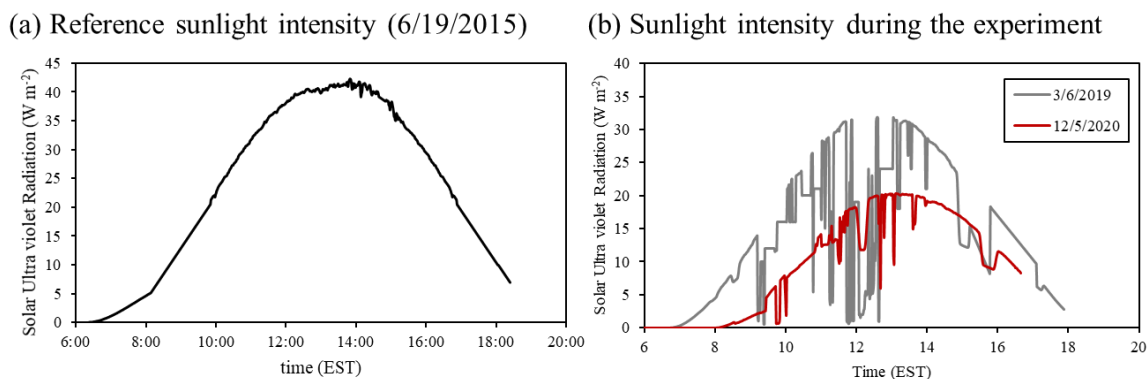 (a) Reference sunlight intensity (6/19/2015)
Solar Ultra violet Radiation (W m-2)
45
40
35
30
25
20
15
10
5
0
6:00 8:00 10:00 12:00 14:00 16:00 18:00 20:00
time (EST)
(b) Sunlight intensity during the experiment
Solar Ultra violet Radiation (W m-2)
40
35
30
25
20
15
10
5
0
3/6/2019
12/5/2020
6 8 10 12 14 16 18 20
Time (EST)